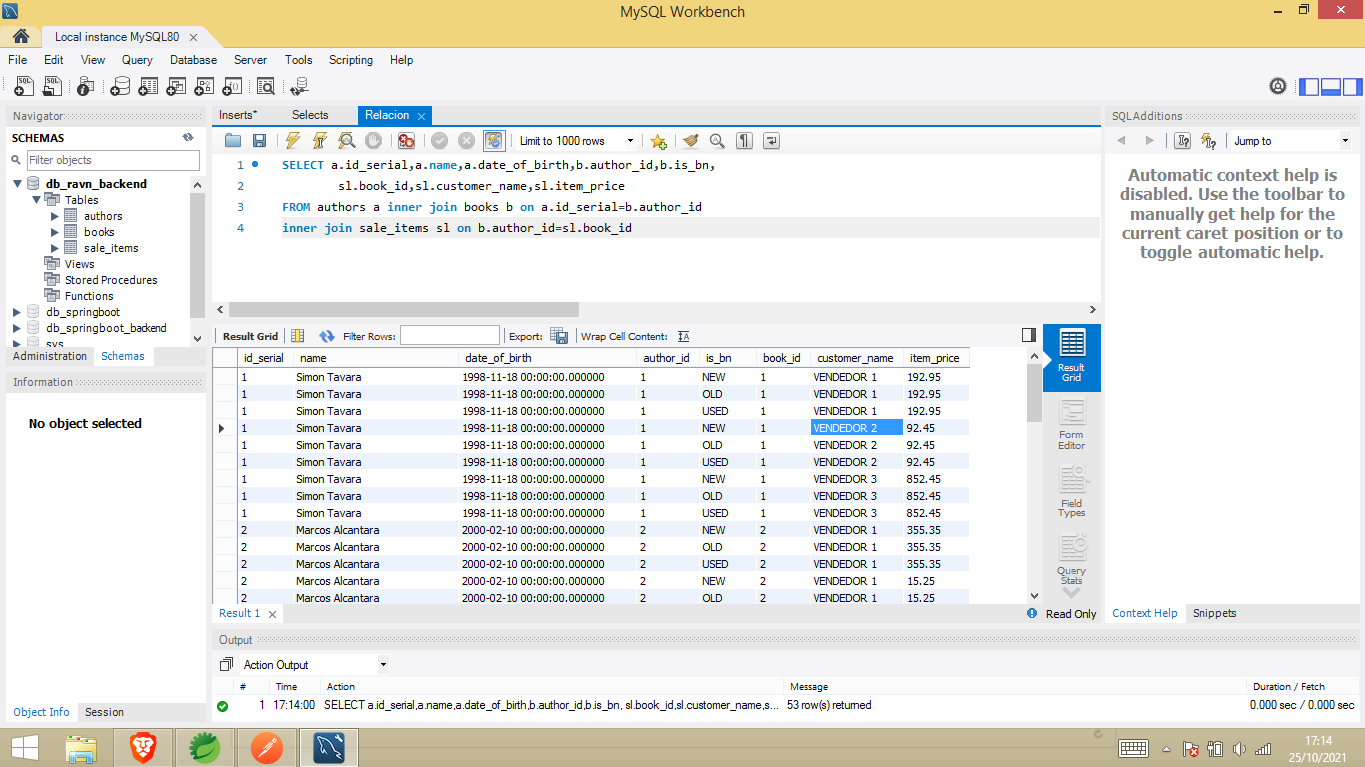 MySQL Workbench
Local instance MySQL80
File Edit View Query Database Server Tools Scripting Help
Navigator
SCHEMAS
Filter objects
db_ravn_backend
Tables
authors
books
sale_items
Views
Stored Procedures
Functions
db_springboot
db_springboot_backend
sys
Administration Schemas
Information
No object selected
Object Info Session
Inserts* Selects Relacion
Limit to 1000 rows
1 SELECT a.id_serial,a.name,a.date_of_birth,b.author_id,b.is_bn,
2 sl.book_id,sl.customer_name,sl.item_price
3 FROM authors a inner join books b on a.id_serial=b.author_id
4 inner join sale_items sl on b.author_id=sl.book_id
Result Grid Filter Rows: Export: Wrap Cell Content:
id_serial name date_of_birth author_id is_bn book_id customer_name item_price
1 Simon Tavara 1998-11-18 00:00:00.000000 1 NEW 1 VENDEDOR 1 192.95
1 Simon Tavara 1998-11-18 00:00:00.000000 1 OLD 1 VENDEDOR 1 192.95
1 Simon Tavara 1998-11-18 00:00:00.000000 1 USED 1 VENDEDOR 1 192.95
1 Simon Tavara 1998-11-18 00:00:00.000000 1 NEW 1 VENDEDOR 2 92.45
1 Simon Tavara 1998-11-18 00:00:00.000000 1 OLD 1 VENDEDOR 2 92.45
1 Simon Tavara 1998-11-18 00:00:00.000000 1 USED 1 VENDEDOR 2 92.45
1 Simon Tavara 1998-11-18 00:00:00.000000 1 NEW 1 VENDEDOR 3 852.45
1 Simon Tavara 1998-11-18 00:00:00.000000 1 OLD 1 VENDEDOR 3 852.45
1 Simon Tavara 1998-11-18 00:00:00.000000 1 USED 1 VENDEDOR 3 852.45
2 Marcos Alcantara 2000-02-10 00:00:00.000000 2 NEW 2 VENDEDOR 1 355.35
2 Marcos Alcantara 2000-02-10 00:00:00.000000 2 OLD 2 VENDEDOR 1 355.35
2 Marcos Alcantara 2000-02-10 00:00:00.000000 2 USED 2 VENDEDOR 1 355.35
2 Marcos Alcantara 2000-02-10 00:00:00.000000 2 NEW 2 VENDEDOR 1 15.25
2 Marcos Alcantara 2000-02-10 00:00:00.000000 2 OLD 2 VENDEDOR 1 15.25
Result
Grid
Form
Editor
Field
Types
Query
Stats
Result 1
Read Only
SQLAdditions
Jump to
Automatic context help is
disabled. Use the toolbar to
manually get help for the
current caret position or to
toggle automatic help.
Context Help Snippets
Output
Action Output
# Time Action Message Duration / Fetch
1 17:14:00 SELECT a.id_serial,a.name,a.date_of_birth,b.author_id,b.is_bn, sl.book_id,sl.customer_name,s... 53 row(s) returned 0.000 sec / 0.000 sec
17:14
25/10/2021